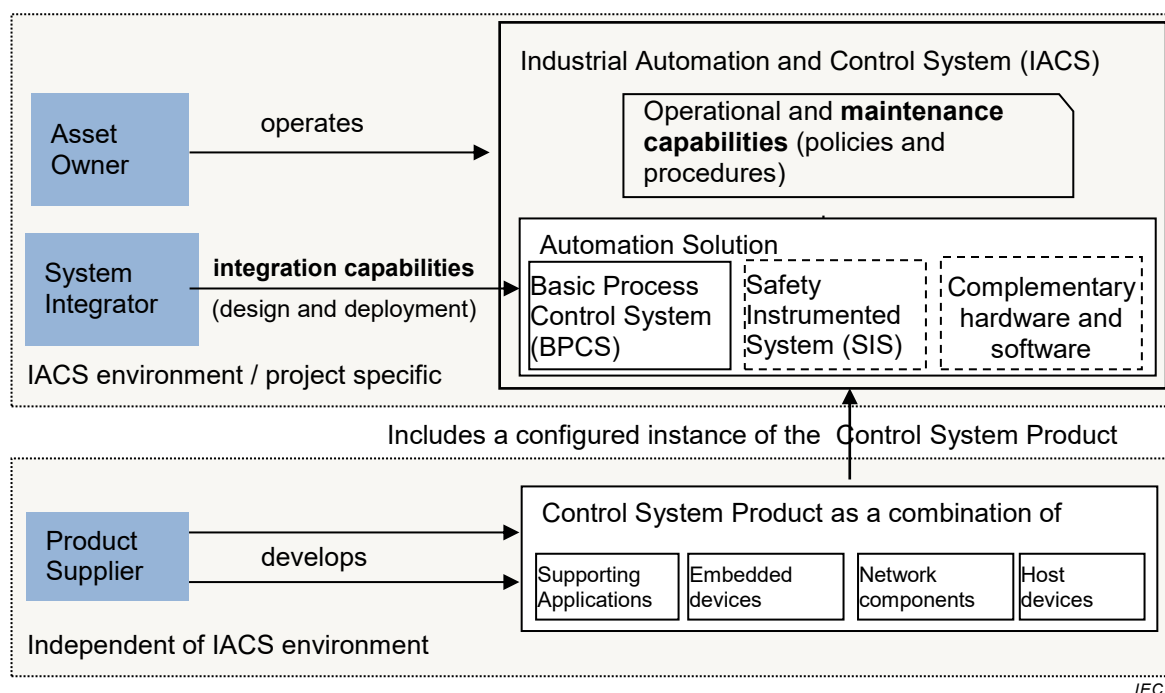 Industrial Automation and Control System (IACS)
Asset
Owner
operates
Operational and maintenance
capabilities (policies and
procedures)
System
Integrator
integration capabilities
(design and deployment)
Automation Solution
Basic Process
Control System
(BPCS)
Safety
Instrumented
System (SIS)
Complementary
hardware and
software
IACS environment / project specific
Includes a configured instance of the Control System Product
Product
Supplier
develops
Control System Product as a combination of
Supporting
Applications
Embedded
devices
Network
components
Host
devices
Independent of IACS environment
IEC